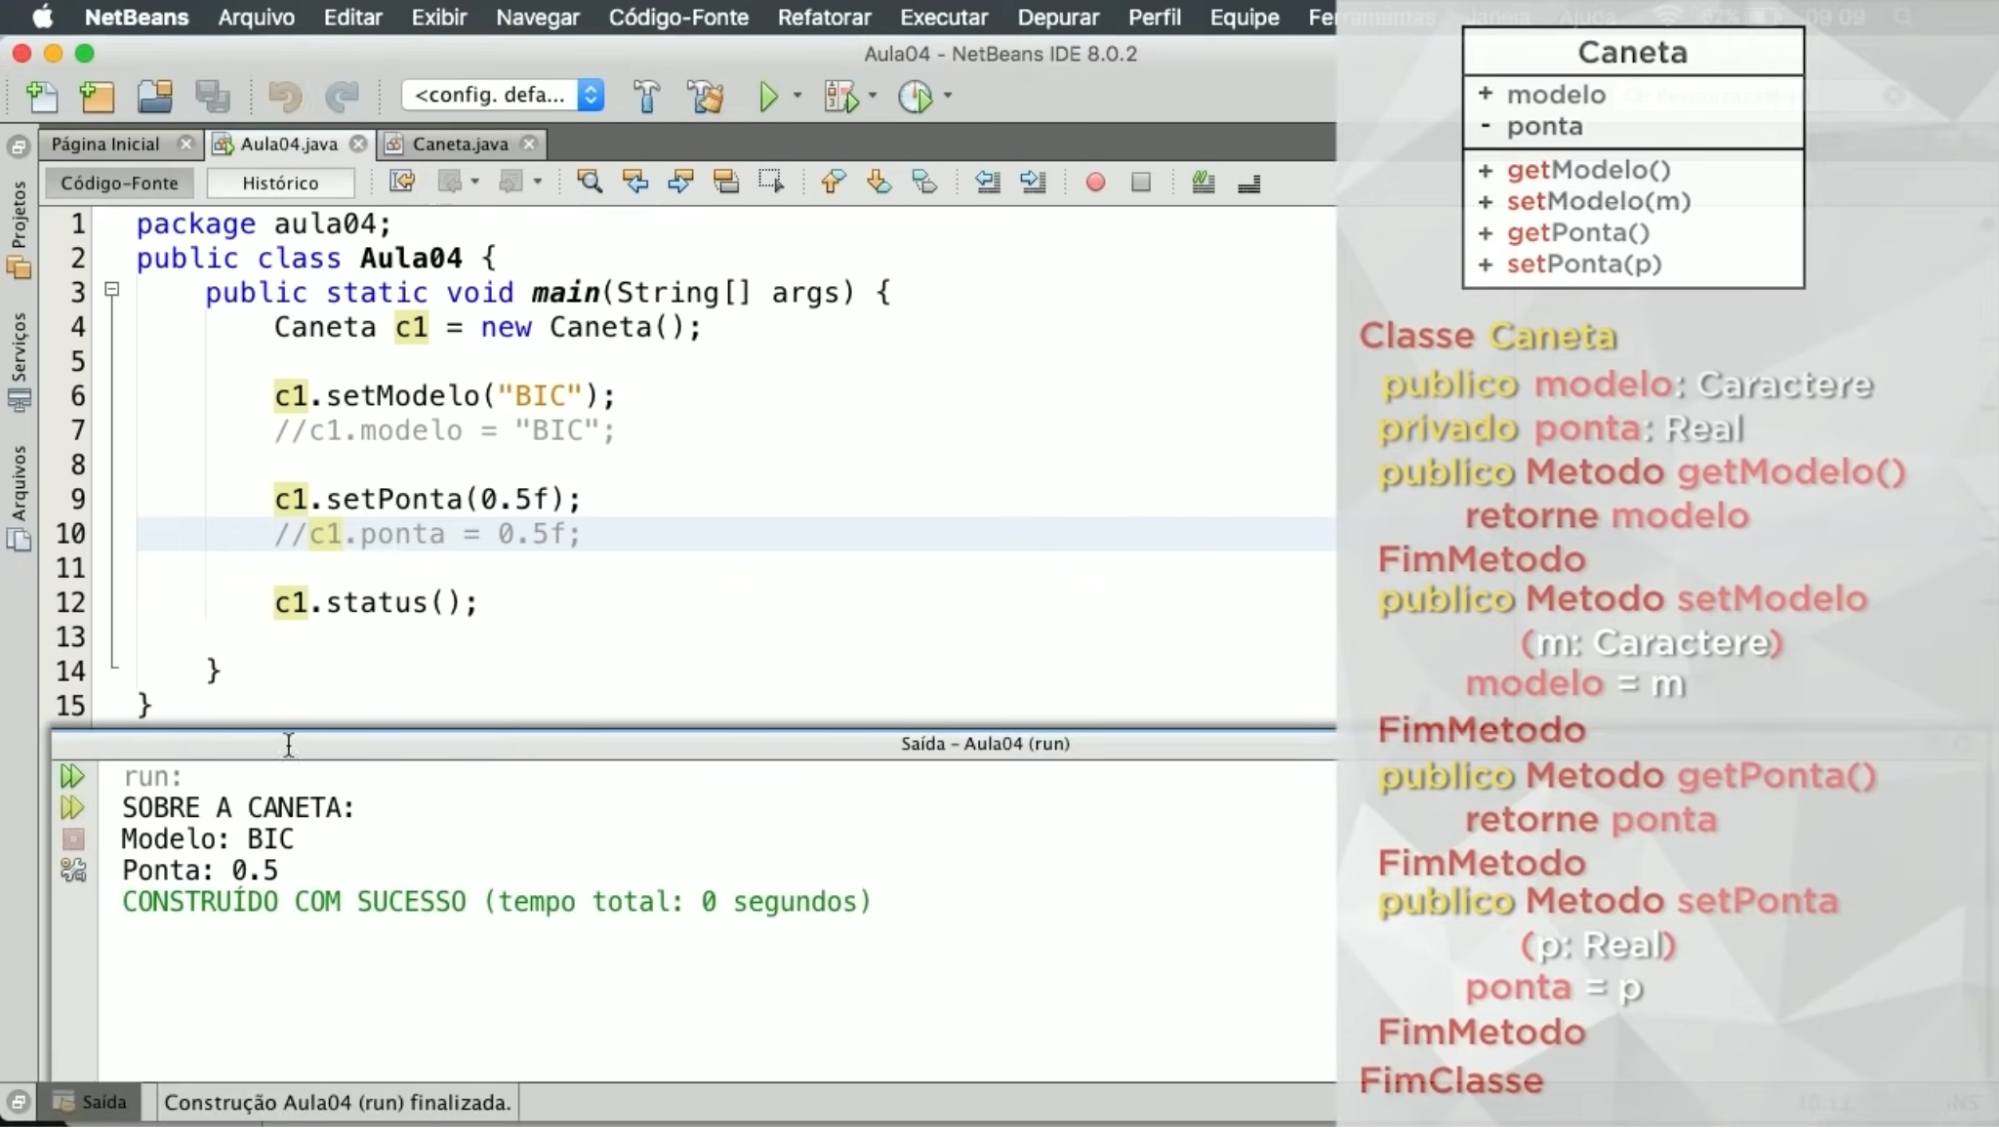 NetBeans Arquivo Editar Exibir Navegar Código-Fonte Refatorar Executar Depurar Perfil Equipe Ferramentas Janela Ajuda
Aula04 - NetBeans IDE 8.0.2
<config. defa...
Página Inicial Aula04.java Caneta.java
Código-Fonte Histórico
Projetos
Serviços
Arquivos
1 package aula04;
2 public class Aula04 {
3 public static void main(String[] args) {
4 Caneta c1 = new Caneta();
5
6 c1.setModelo("BIC");
7 //c1.modelo = "BIC";
8
9 c1.setPonta(0.5f);
10 //c1.ponta = 0.5f;
11
12 c1.status();
13
14 }
15 }
Saída - Aula04 (run)
run:
SOBRE A CANETA:
Modelo: BIC
Ponta: 0.5
CONSTRUÍDO COM SUCESSO (tempo total: 0 segundos)
Saída Construção Aula04 (run) finalizada.
Caneta
+ modelo
- ponta
+ getModelo()
+ setModelo(m)
+ getPonta()
+ setPonta(p)
Classe Caneta
publico modelo: Caractere
privado ponta: Real
publico Metodo getModelo()
retorne modelo
FimMetodo
publico Metodo setModelo
(m: Caractere)
modelo = m
FimMetodo
publico Metodo getPonta()
retorne ponta
FimMetodo
publico Metodo setPonta
(p: Real)
ponta = p
FimMetodo
FimClasse